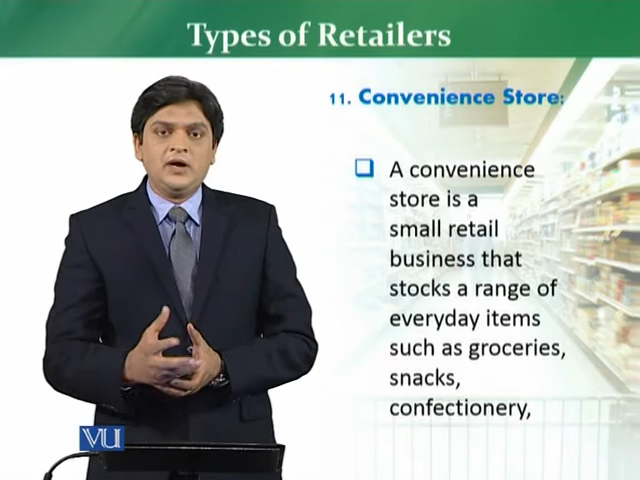 Types of Retailers
11. Convenience Store:
A convenience
store is a
small retail
business that
stocks a range of
everyday items
such as groceries,
snacks,
confectionery,
VU